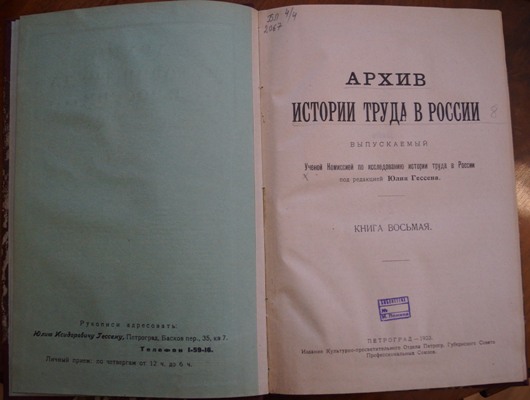 Рукописи адресовать:
Юлию Исидоровичу Гессену, Петроград, Басков пер., 35, кв 7.
Телефон 1-59-16.
Личный прием по четвергам от 12 ч. до 6 ч.
АРХИВ
ИСТОРИИ ТРУДА В РОССИИ
8
ВЫПУСКАЕМЫЙ
Ученой Комиссией по исследованию истории труда в России
под редакцией Юлия Гессена.
КНИГА ВОСЬМАЯ.
ПЕТРОГРАД—1923
Издание Культурно-просветительного Отдела Петрогр. Губернского Совета
Профессиональных Союзов.